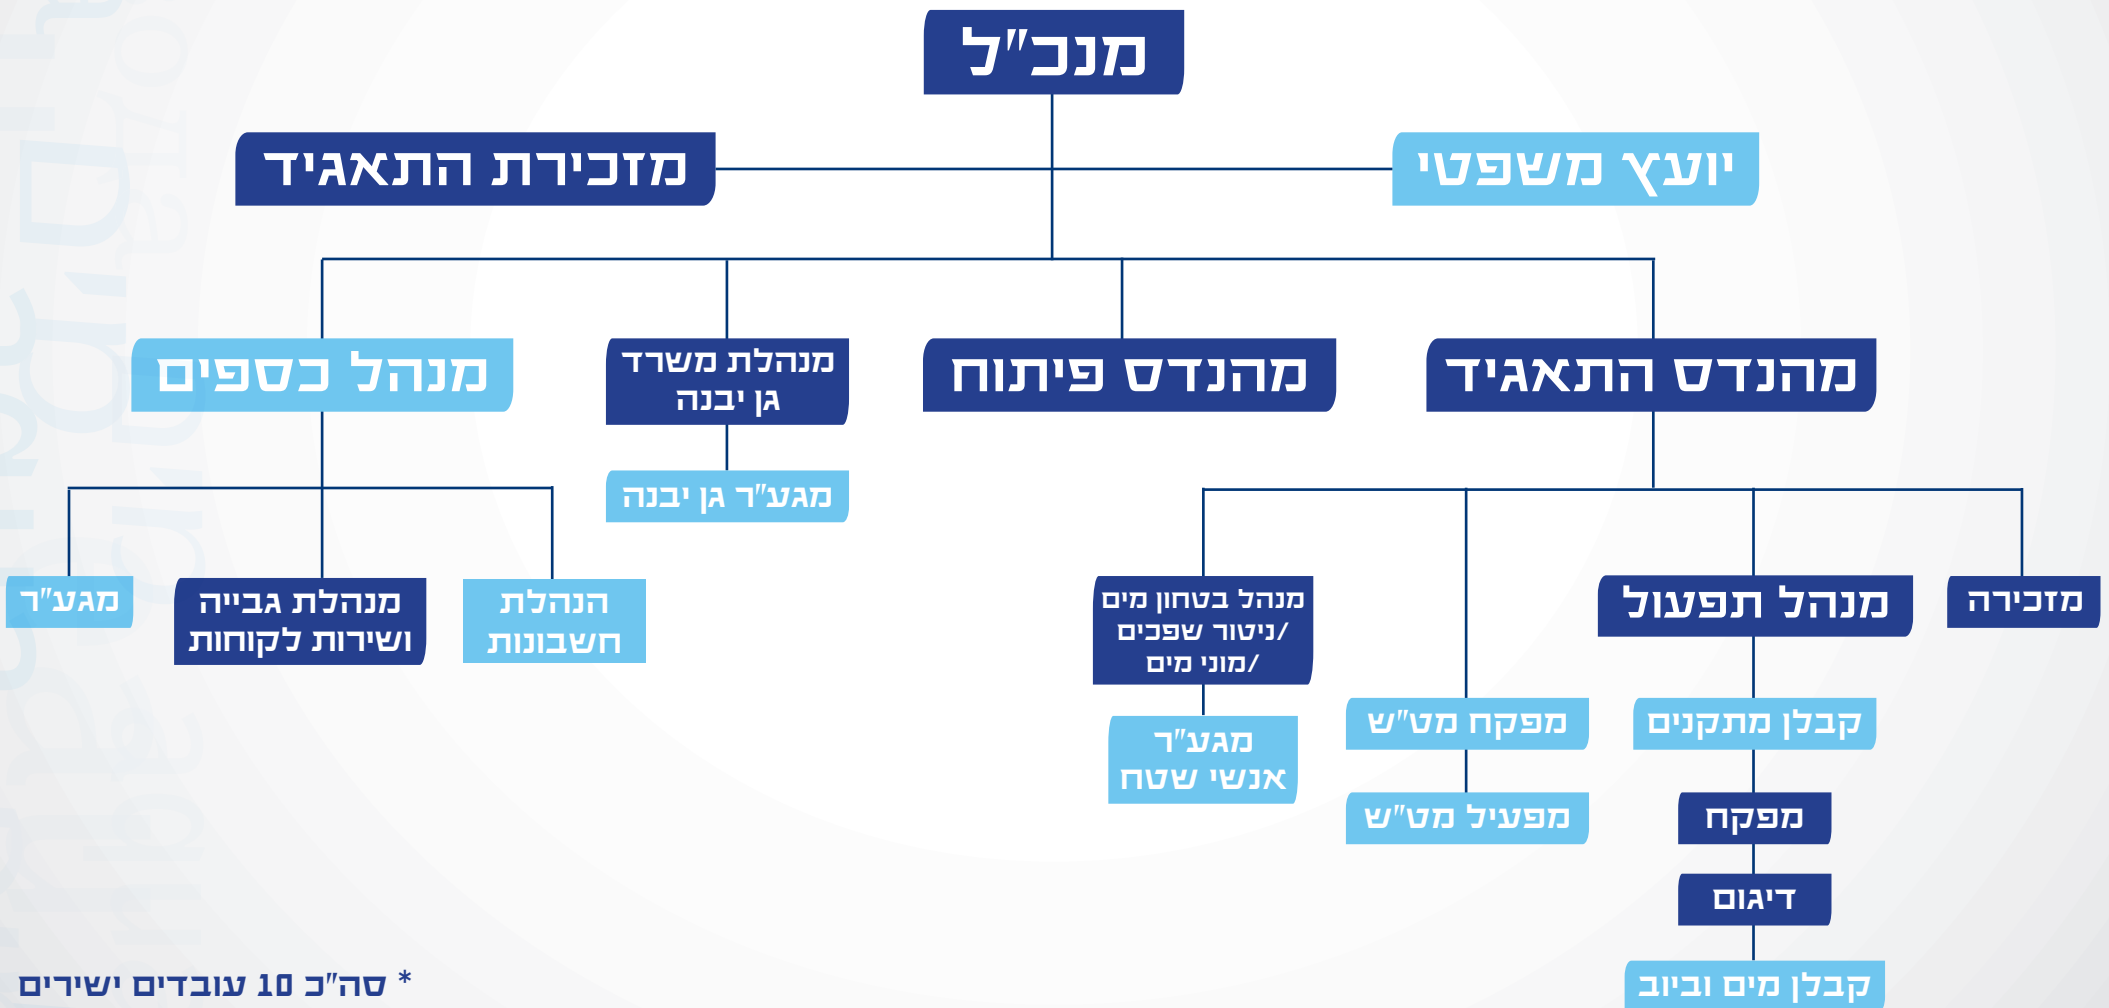 מנכ"ל
יועץ משפטי
מזכירת התאגיד
מהנדס התאגיד
מהנדס פיתוח
מנהלת משרד
גן יבנה
מנהל כספים
מגע"ר גן יבנה
מזכירה
מנהל תפעול
מנהל בטחון מים
/ניטור שפכים
/מוני מים
הנהלת
חשבונות
מנהלת גבייה
ושירות לקוחות
מגע"ר
קבלן מתקנים
מפקח מט"ש
מגע"ר
אנשי שטח
מפקח
מפעיל מט"ש
דיגום
קבלן מים וביוב
* סה"כ 10 עובדים ישירים